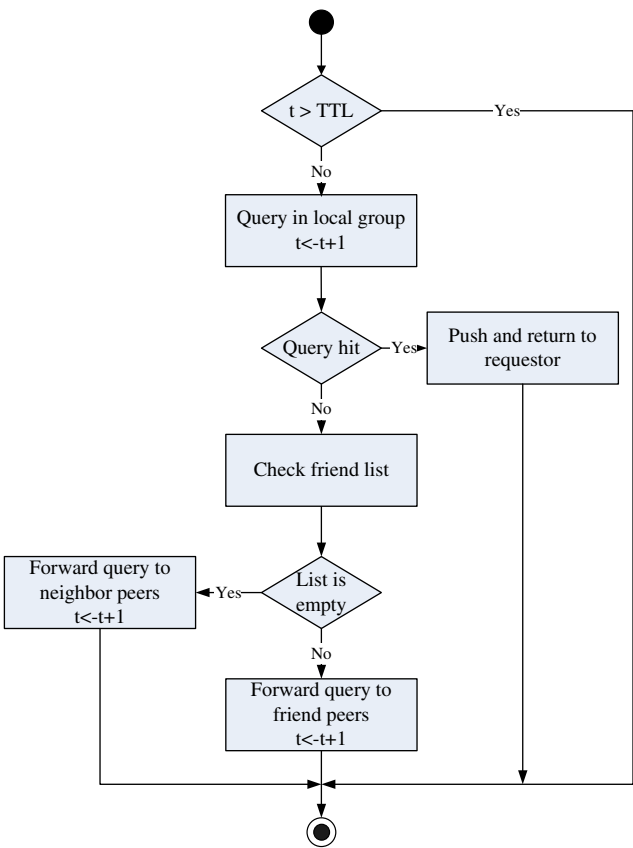 t > TTL
Yes
No
Query in local group
t<-t+1
Query hit
Yes
Push and return to
requestor
No
Check friend list
List is
empty
Yes
Forward query to
neighbor peers
t<-t+1
No
Forward query to
friend peers
t<-t+1